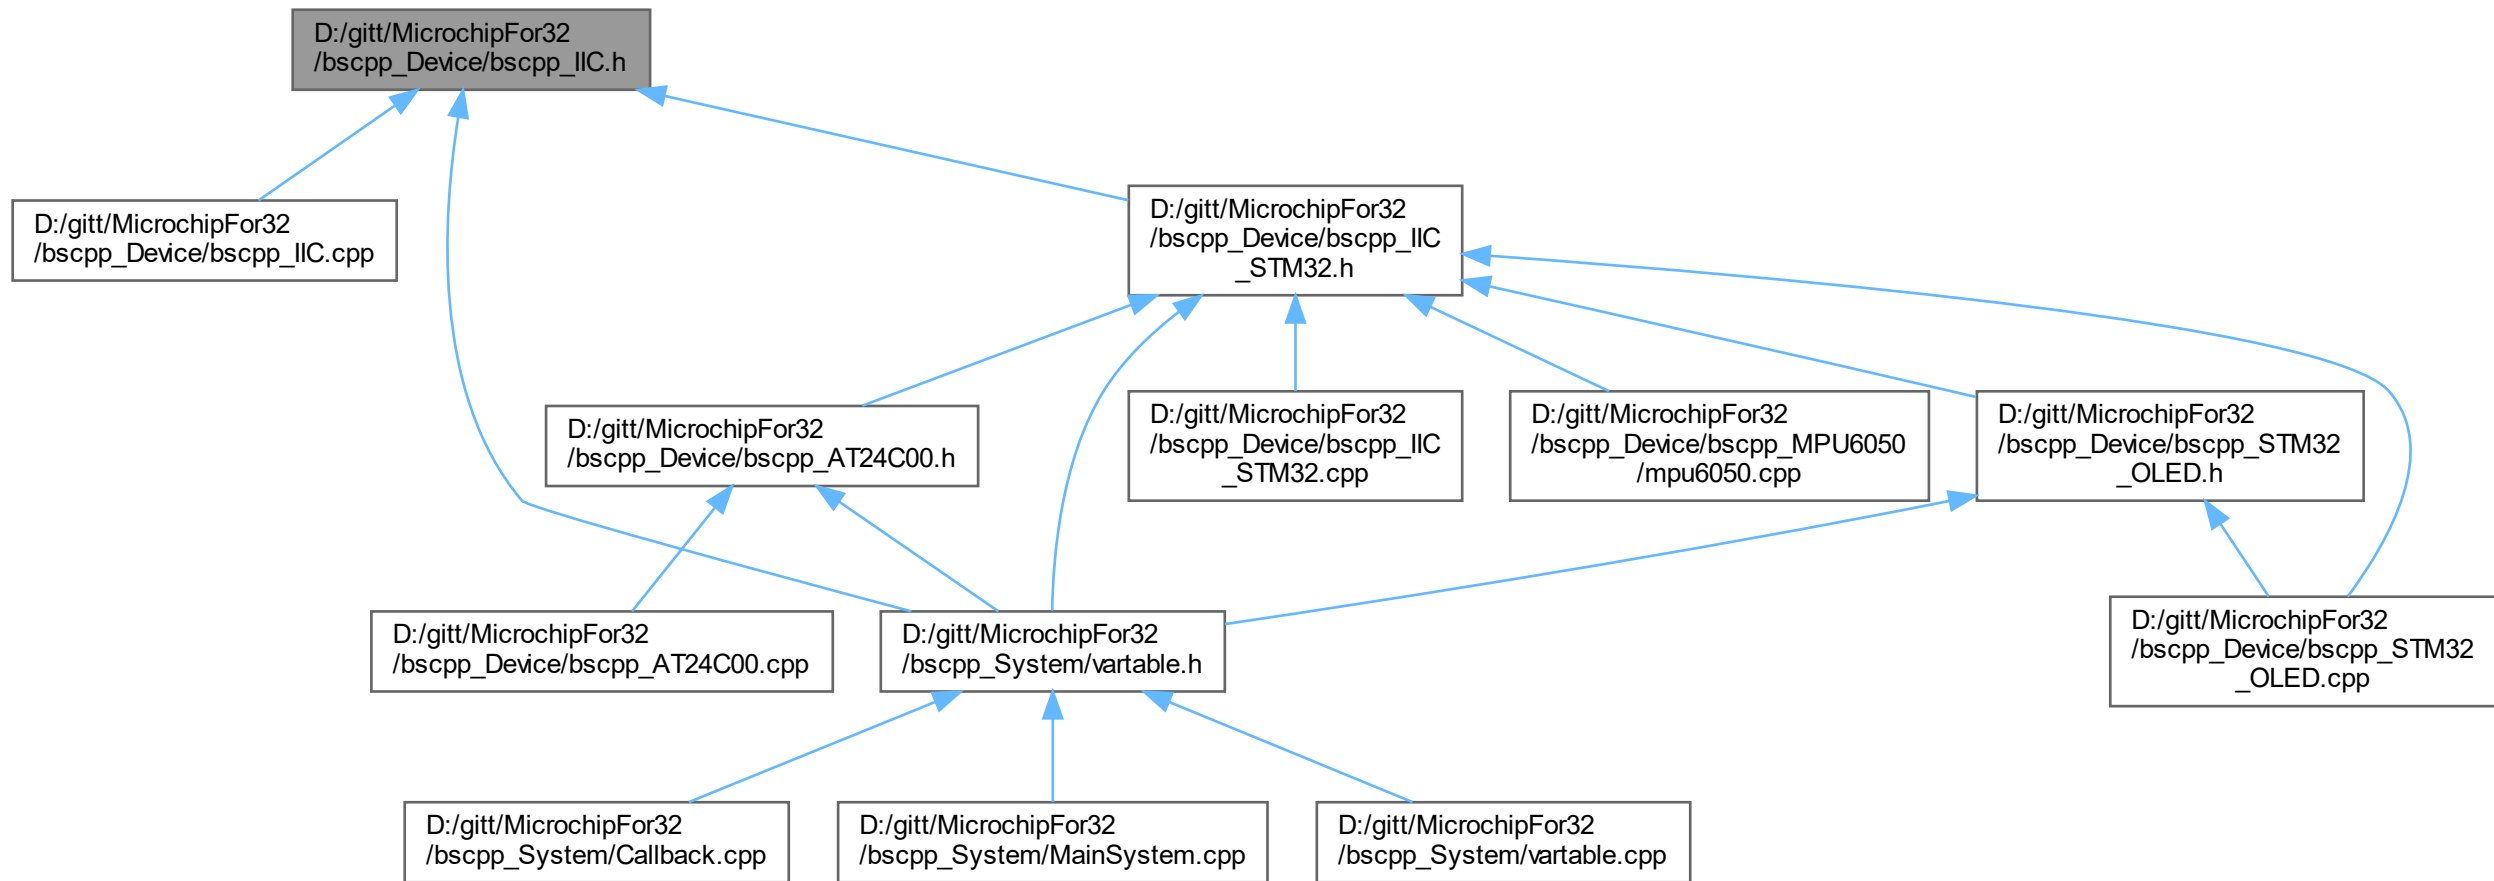 D:/gitt/MicrochipFor32
/bscpp_Device/bscpp_IIC.h
D:/gitt/MicrochipFor32
/bscpp_Device/bscpp_IIC.cpp
D:/gitt/MicrochipFor32
/bscpp_Device/bscpp_IIC
_STM32.h
D:/gitt/MicrochipFor32
/bscpp_Device/bscpp_AT24C00.h
D:/gitt/MicrochipFor32
/bscpp_Device/bscpp_IIC
_STM32.cpp
D:/gitt/MicrochipFor32
/bscpp_Device/bscpp_MPU6050
/mpu6050.cpp
D:/gitt/MicrochipFor32
/bscpp_Device/bscpp_STM32
_OLED.h
D:/gitt/MicrochipFor32
/bscpp_Device/bscpp_AT24C00.cpp
D:/gitt/MicrochipFor32
/bscpp_System/vartable.h
D:/gitt/MicrochipFor32
/bscpp_Device/bscpp_STM32
_OLED.cpp
D:/gitt/MicrochipFor32
/bscpp_System/Callback.cpp
D:/gitt/MicrochipFor32
/bscpp_System/MainSystem.cpp
D:/gitt/MicrochipFor32
/bscpp_System/vartable.cpp